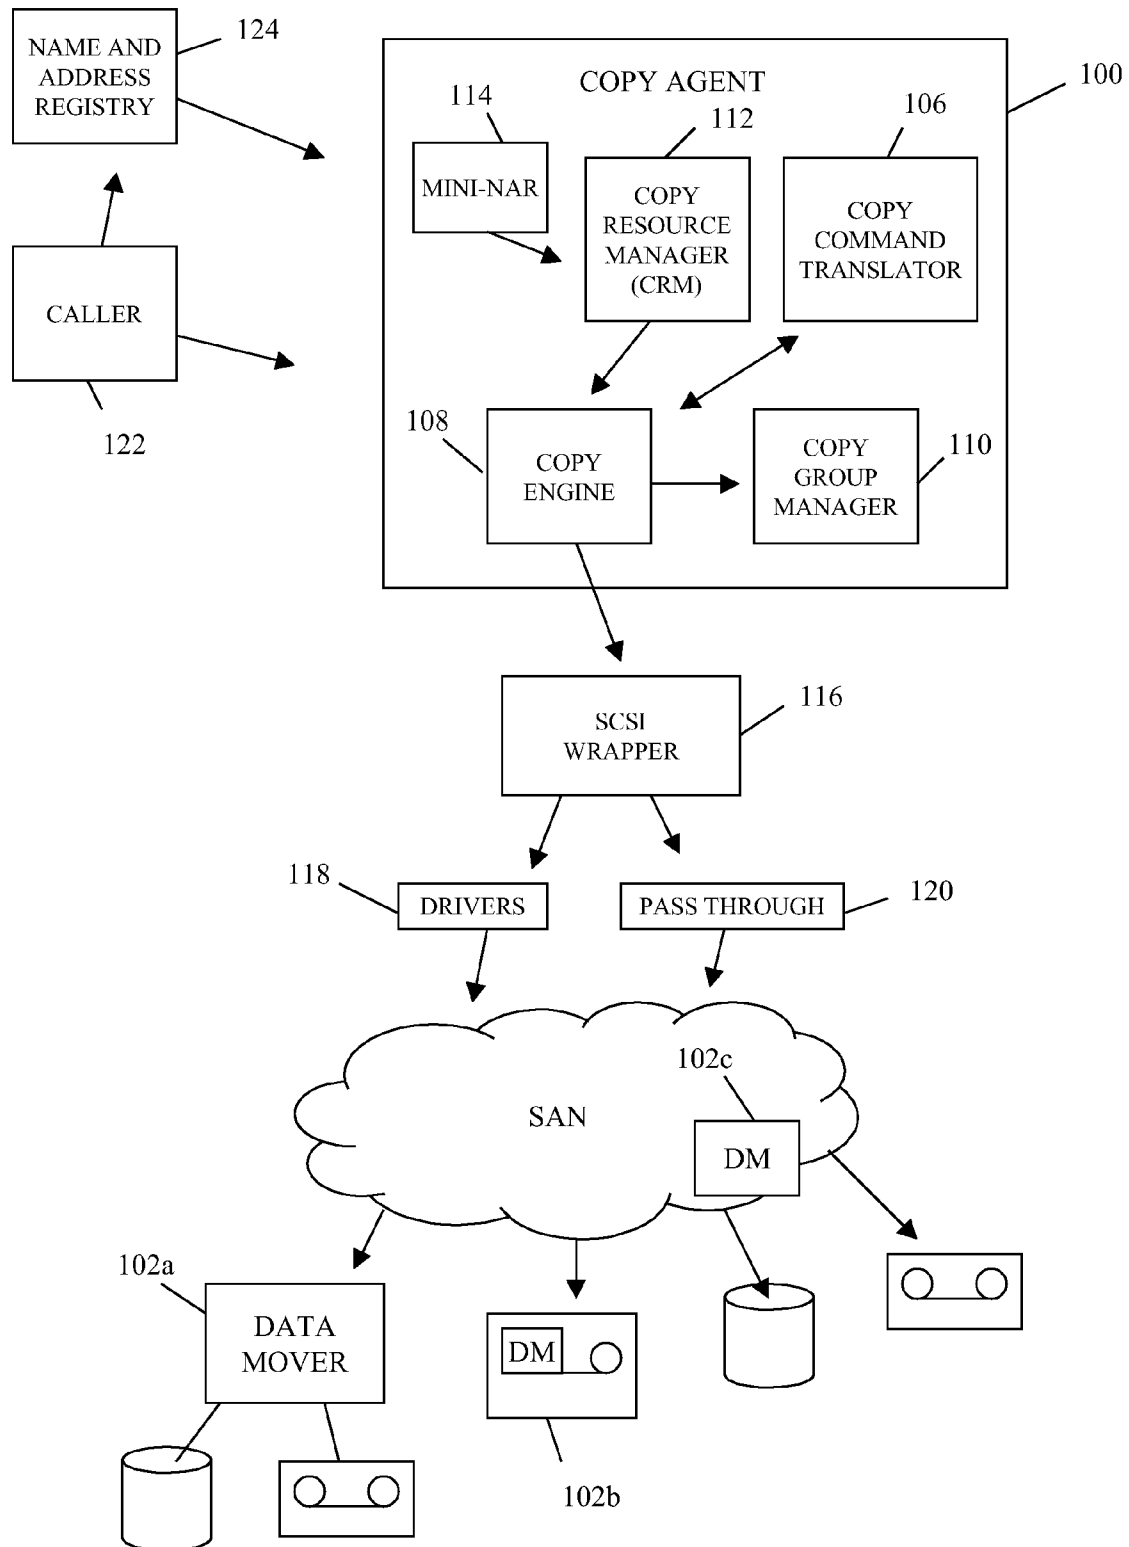 NAME AND
ADDRESS
REGISTRY
124
COPY AGENT
100
114
112
106
MINI-NAR
COPY
RESOURCE
MANAGER
(CRM)
COPY
COMMAND
TRANSLATOR
CALLER
122
108
COPY
ENGINE
COPY
GROUP
MANAGER
110
SCSI
WRAPPER
116
118
DRIVERS
PASS THROUGH
120
SAN
102c
DM
102a
DATA
MOVER
DM
102b